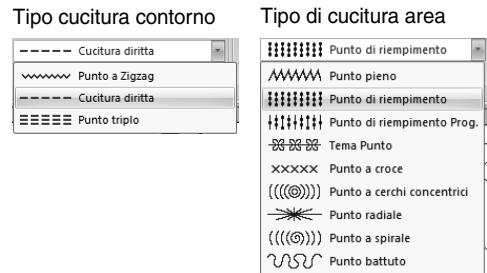 Tipo cucitura contorno
Cucitura diritta
Punto a Zigzag
Cucitura diritta
Punto triplo
Tipo di cucitura area
Punto di riempimento
Punto pieno
Punto di riempimento
Punto di riempimento Prog.
Tema Punto
Punto a croce
Punto a cerchi concentrici
Punto radiale
Punto a spirale
Punto battuto